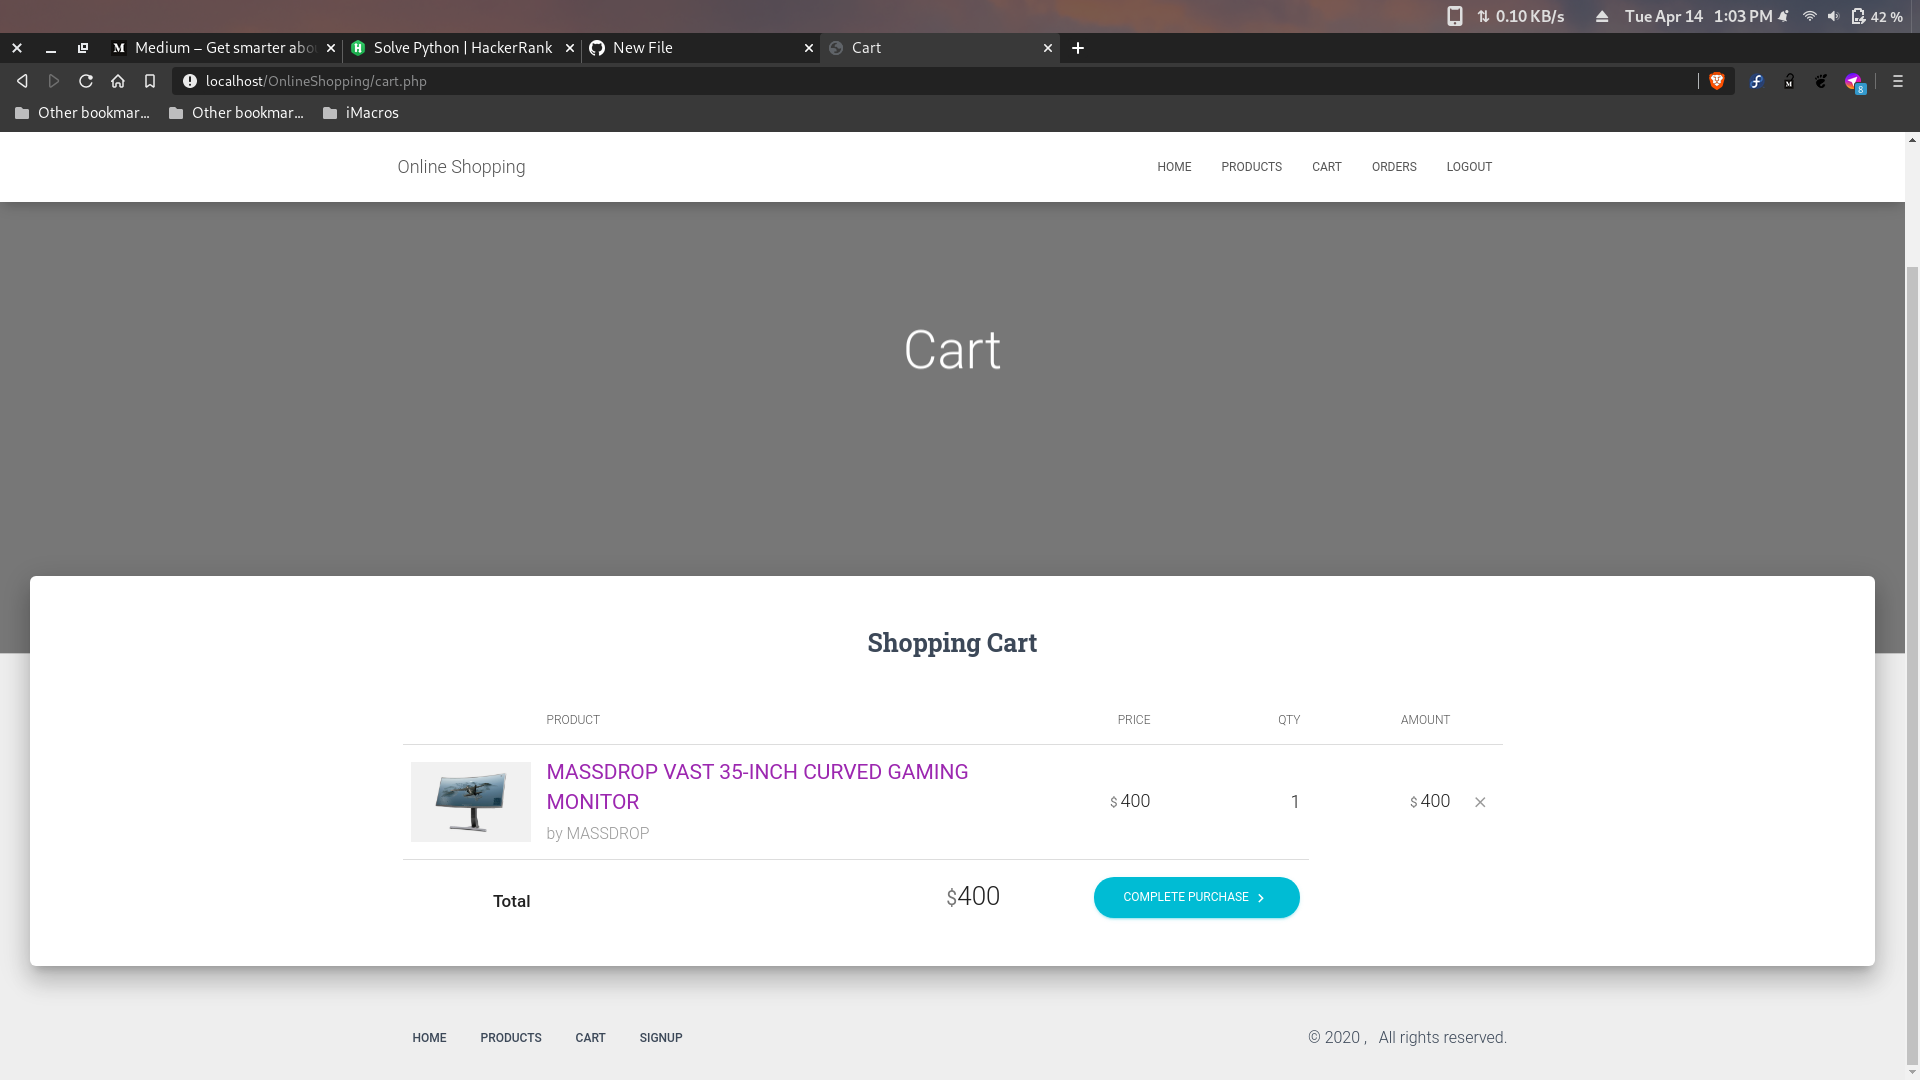 0.10 KB/s Tue Apr 14 1:03 PM 42 %
Medium – Get smarter abo Solve Python | HackerRank New File Cart
localhost/OnlineShopping/cart.php
8
Other bookmar... Other bookmar... iMacros
Online Shopping HOME PRODUCTS CART ORDERS LOGOUT
Cart
Shopping Cart
PRODUCT PRICE QTY AMOUNT
MASSDROP VAST 35-INCH CURVED GAMING
MONITOR
$ 400 1 $ 400
by MASSDROP
Total $400 COMPLETE PURCHASE
HOME PRODUCTS CART SIGNUP © 2020 , All rights reserved.